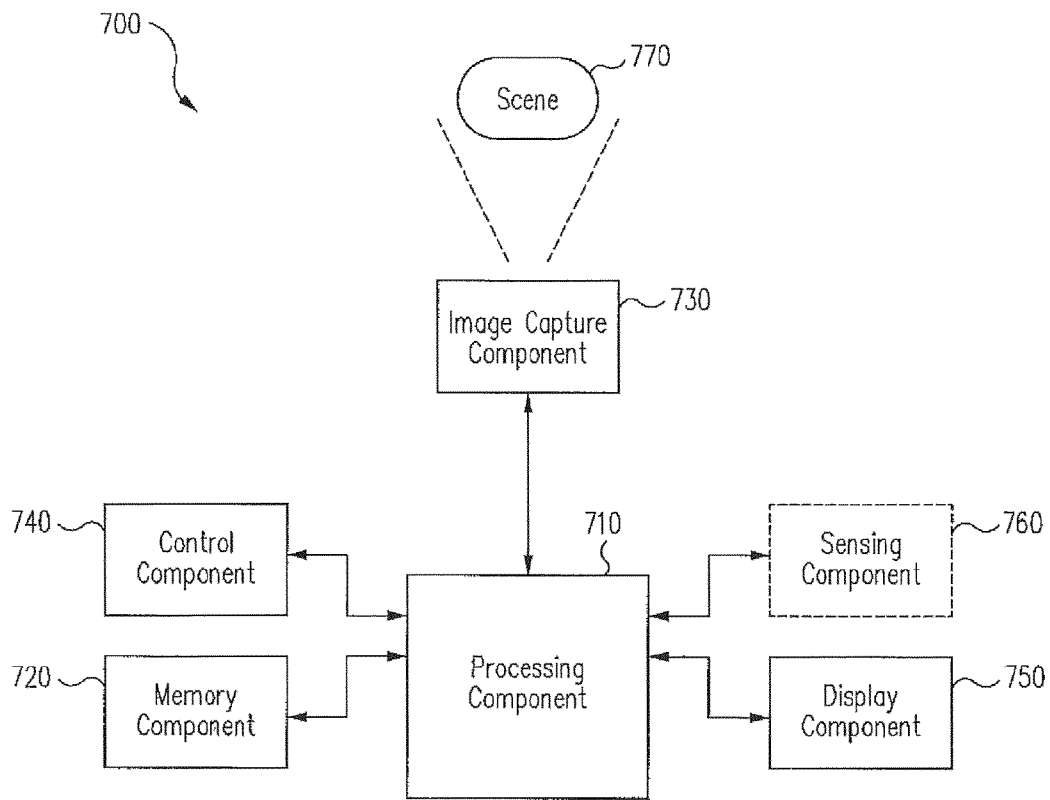 700
770
Scene
730
Image Capture
Component
740
Control
Component
710
760
Sensing
Component
720
Memory
Component
Processing
Component
750
Display
Component